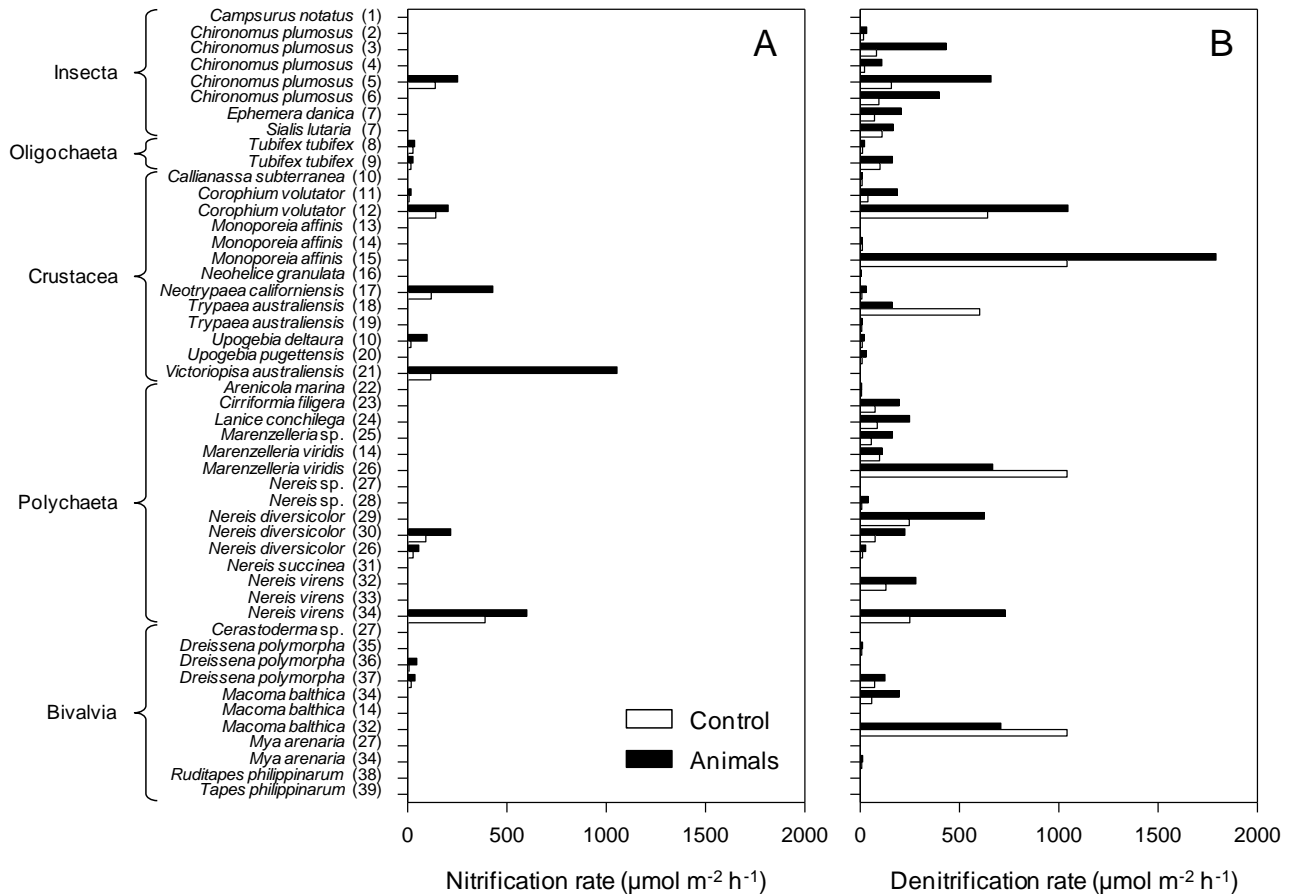 Campsurus notatus (1)
Chironomus plumosus (2)
Chironomus plumosus (3)
Chironomus plumosus (4)
Chironomus plumosus (5)
Chironomus plumosus (6)
Ephemera danica (7)
Sialis lutaria (7)
Tubifex tubifex (8)
Tubifex tubifex (9)
Callianassa subterranea (10)
Corophium volutator (11)
Corophium volutator (12)
Monoporeia affinis (13)
Monoporeia affinis (14)
Monoporeia affinis (15)
Neohelice granulata (16)
Neotrypaea californiensis (17)
Trypaea australiensis (18)
Trypaea australiensis (19)
Upogebia deltaura (10)
Upogebia pugettensis (20)
Victoriopisa australiensis (21)
Arenicola marina (22)
Cirriformia filigera (23)
Lanice conchilega (24)
Marenzelleria sp. (25)
Marenzelleria viridis (14)
Marenzelleria viridis (26)
Nereis sp. (27)
Nereis sp. (28)
Nereis diversicolor (29)
Nereis diversicolor (30)
Nereis diversicolor (26)
Nereis succinea (31)
Nereis virens (32)
Nereis virens (33)
Nereis virens (34)
Cerastoderma sp. (27)
Dreissena polymorpha (35)
Dreissena polymorpha (36)
Dreissena polymorpha (37)
Macoma balthica (34)
Macoma balthica (14)
Macoma balthica (32)
Mya arenaria (27)
Mya arenaria (34)
Ruditapes philippinarum (38)
Tapes philippinarum (39)
Insecta
Oligochaeta
Crustacea
Polychaeta
Bivalvia
A
Control
Animals
0 500 1000 1500 2000
Nitrification rate (µmol m⁻² h⁻¹)
B
0 500 1000 1500 2000
Denitrification rate (µmol m⁻² h⁻¹)